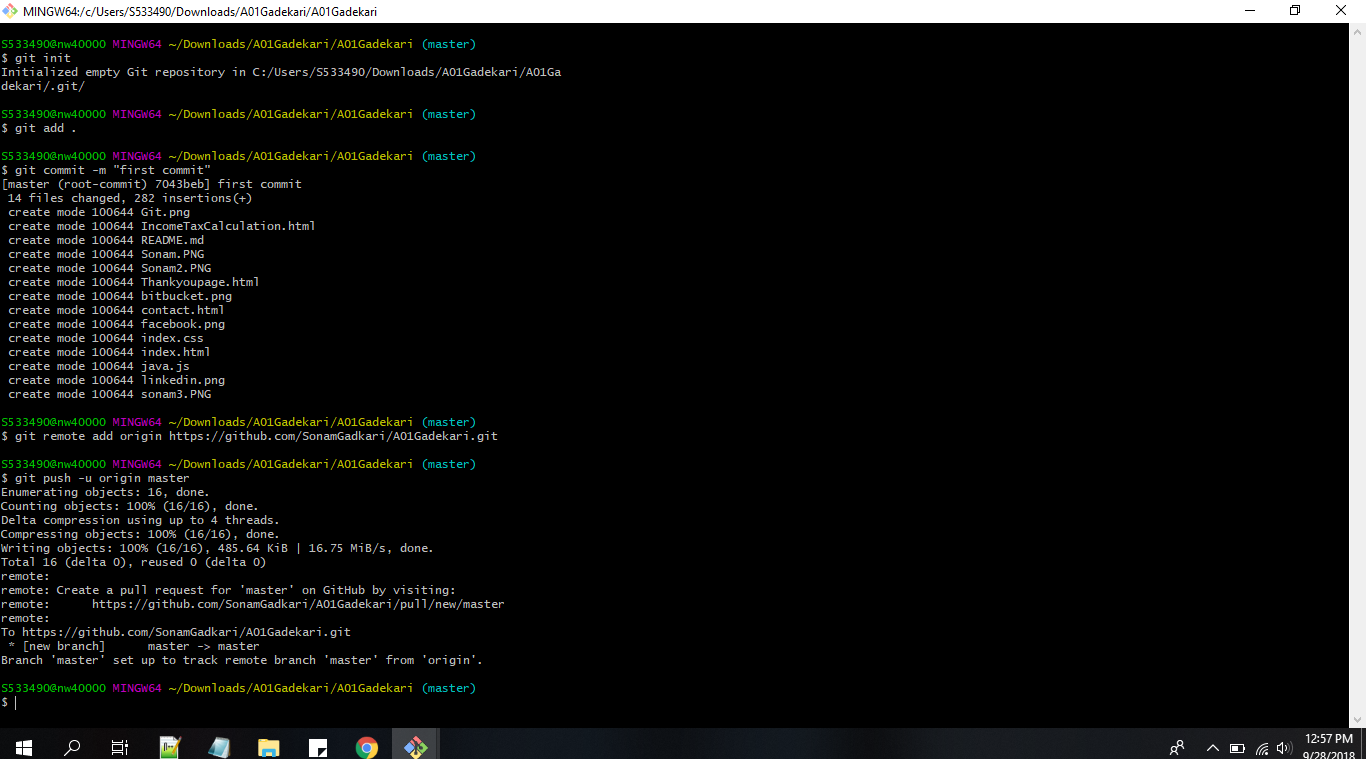 MINGW64:/c/Users/S533490/Downloads/A01Gadekari/A01Gadekari
S533490@nw40000 MINGW64 ~/Downloads/A01Gadekari/A01Gadekari (master)
$ git init
Initialized empty Git repository in C:/Users/S533490/Downloads/A01Gadekari/A01Ga
dekari/.git/
S533490@nw40000 MINGW64 ~/Downloads/A01Gadekari/A01Gadekari (master)
$ git add .
S533490@nw40000 MINGW64 ~/Downloads/A01Gadekari/A01Gadekari (master)
$ git commit -m "first commit"
[master (root-commit) 7043beb] first commit
14 files changed, 282 insertions(+)
create mode 100644 Git.png
create mode 100644 IncomeTaxCalculation.html
create mode 100644 README.md
create mode 100644 Sonam.PNG
create mode 100644 Sonam2.PNG
create mode 100644 Thankyoupage.html
create mode 100644 bitbucket.png
create mode 100644 contact.html
create mode 100644 facebook.png
create mode 100644 index.css
create mode 100644 index.html
create mode 100644 java.js
create mode 100644 linkedin.png
create mode 100644 sonam3.PNG
S533490@nw40000 MINGW64 ~/Downloads/A01Gadekari/A01Gadekari (master)
$ git remote add origin https://github.com/SonamGadkari/A01Gadekari.git
S533490@nw40000 MINGW64 ~/Downloads/A01Gadekari/A01Gadekari (master)
$ git push -u origin master
Enumerating objects: 16, done.
Counting objects: 100% (16/16), done.
Delta compression using up to 4 threads.
Compressing objects: 100% (16/16), done.
Writing objects: 100% (16/16), 485.64 KiB | 16.75 MiB/s, done.
Total 16 (delta 0), reused 0 (delta 0)
remote:
remote: Create a pull request for 'master' on GitHub by visiting:
remote:      https://github.com/SonamGadkari/A01Gadekari/pull/new/master
remote:
To https://github.com/SonamGadkari/A01Gadekari.git
* [new branch]      master -> master
Branch 'master' set up to track remote branch 'master' from 'origin'.
S533490@nw40000 MINGW64 ~/Downloads/A01Gadekari/A01Gadekari (master)
$
12:57 PM
9/28/2018